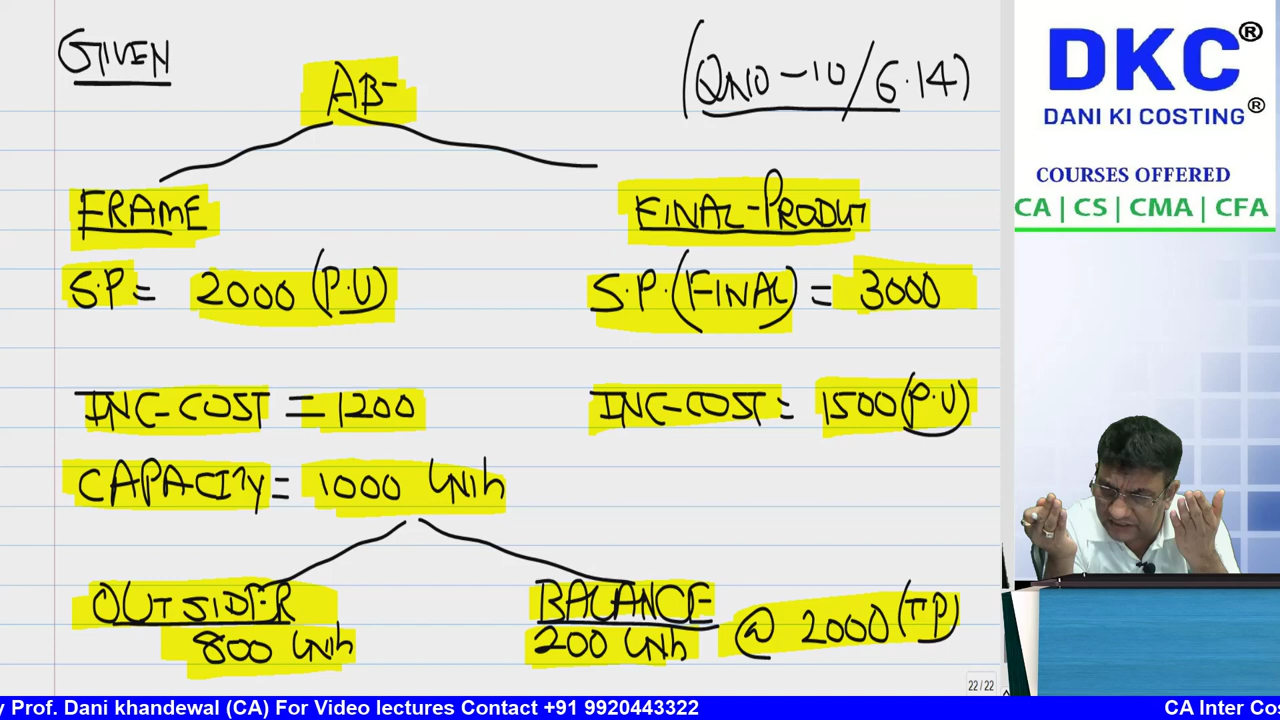 GIVEN
(QNO-10/6.14)
AB-
FRAME
FINAL-PRODUT
S.P = 2000 (P.U)
S.P.(FINAL) = 3000
INC-COST = 1200
INC-COST = 1500 (P.U)
CAPACITY = 1000 Units
OUTSIDER
800 Units
BALANCE
200 Units @ 2000 (TP)
22/22
DKC®
DANI KI COSTING®
COURSES OFFERED
CA | CS | CMA | CFA
y Prof. Dani khandewal (CA) For Video lectures Contact +91 9920443322
CA Inter Cos